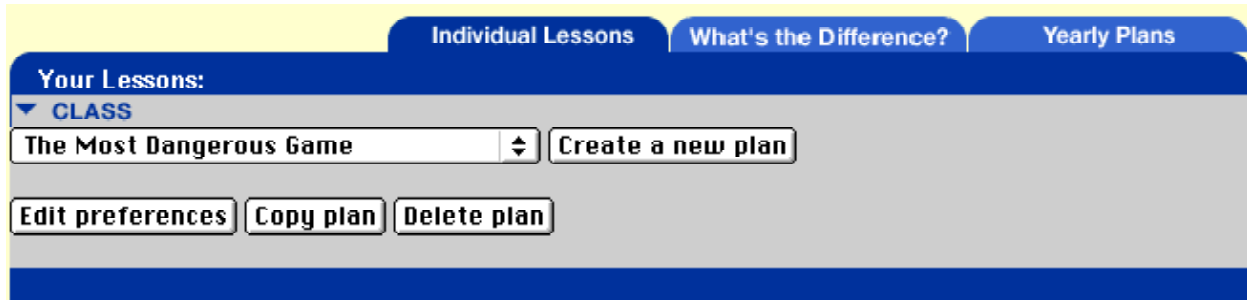 Individual Lessons What's the Difference? Yearly Plans
Your Lessons:
CLASS
The Most Dangerous Game Create a new plan
Edit preferences Copy plan Delete plan